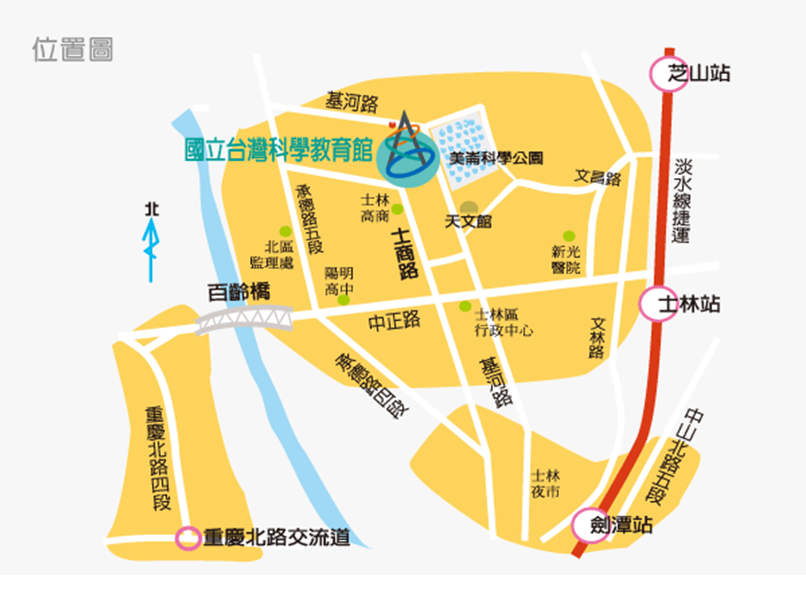 位置圖
芝山站
基河路
國立台灣科學教育館
美崙科學公園
淡水線捷運
文昌路
承德路五段
士林
高商
北
天文館
士商路
北區
監理處
新光
醫院
陽明
高中
百齡橋
士林站
中正路
士林區
行政中心
文林路
承德路四段
基河路
重慶北路四段
中山北路五段
士林
夜市
劍潭站
重慶北路交流道